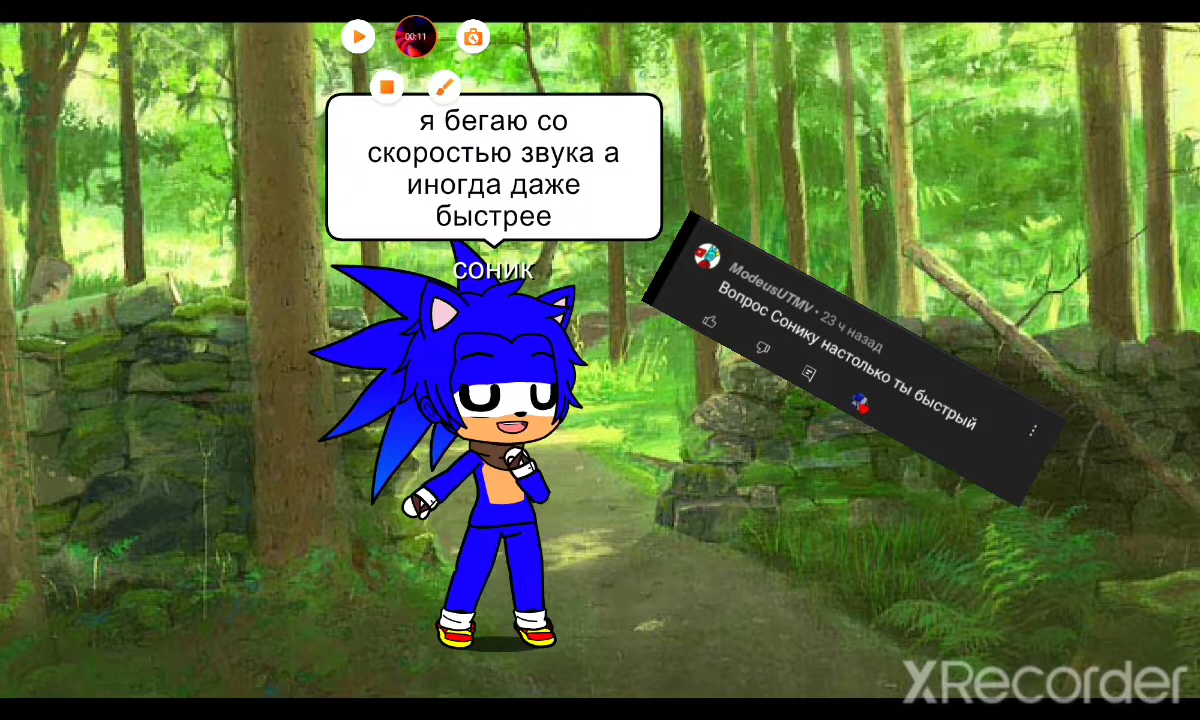 00:11
я бегаю со
скоростью звука а
иногда даже
быстрее
соник
ModeusUTMV · 23 ч назад
Вопрос Сонику настолько ты быстрый
XRecorder